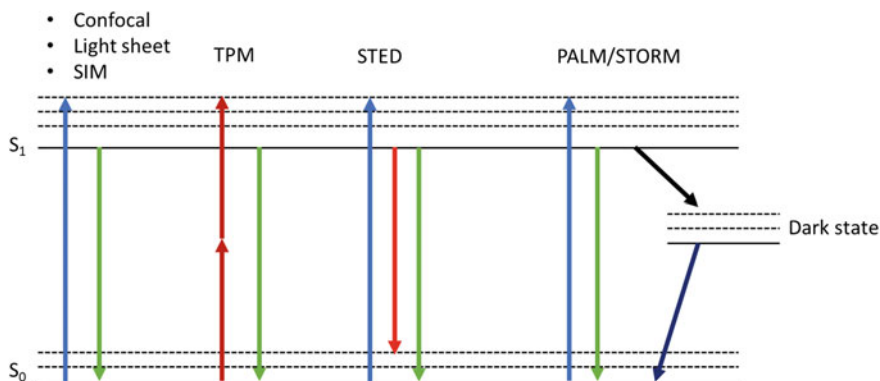 • Confocal
• Light sheet
• SIM
TPM
STED
PALM/STORM
S₁
Dark state
S₀